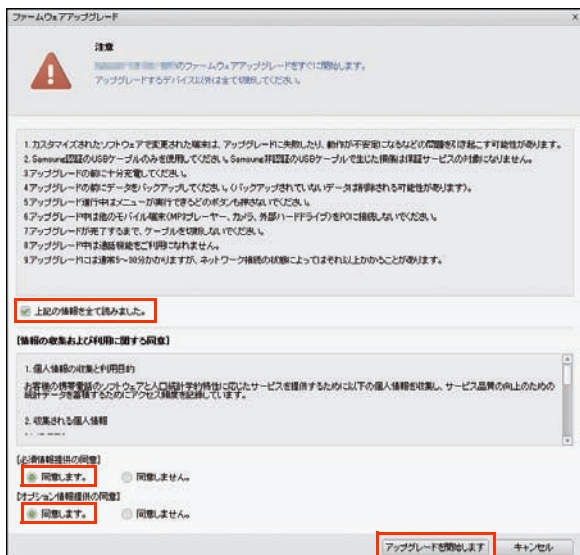 ファームウェアアップグレード
注意
のファームウェアアップグレードをすぐに開始します。
アップグレードするデバイス以外は全て切断してください。
1.カスタマイズされたソフトウェアで変更された端末は、アップグレードに失敗したり、動作が不安定になるなどの問題を引き起こす可能性があります。
2.Samsung認証のUSBケーブルのみを使用してください。Samsung非認証のUSBケーブルで生じた損傷は保証サービスの対象になりません。
3.アップグレードの前に十分充電してください。
4.アップグレードの前にデータをバックアップしてください。(バックアップされていないデータは削除される可能性があります)。
5.アップグレード進行中はメニューが実行できるどのボタンも押さないでください。
6.アップグレード中は他のモバイル端末(MP3プレーヤー、カメラ、外部ハードドライブ)をPCに接続しないでください。
7.アップグレードが完了するまで、ケーブルを切断しないでください。
8.アップグレード中は通話機能をご利用になれません。
9.アップグレードには通常5~30分かかりますが、ネットワーク接続の状態によってはそれ以上かかることがあります。
上記の情報を全て読みました。
[情報の収集および利用に関する同意]
1. 個人情報の収集と利用目的
お客様の携帯電話のソフトウェアと人口統計学的特性に応じたサービスを提供するために以下の個人情報を収集し、サービス品質の向上のための
統計データを蓄積するためにアクセス頻度を記録しています。
2. 収集される個人情報
[必須情報提供の同意]
同意します。 同意しません。
[オプション情報提供の同意]
同意します。 同意しません。
アップグレードを開始します キャンセル